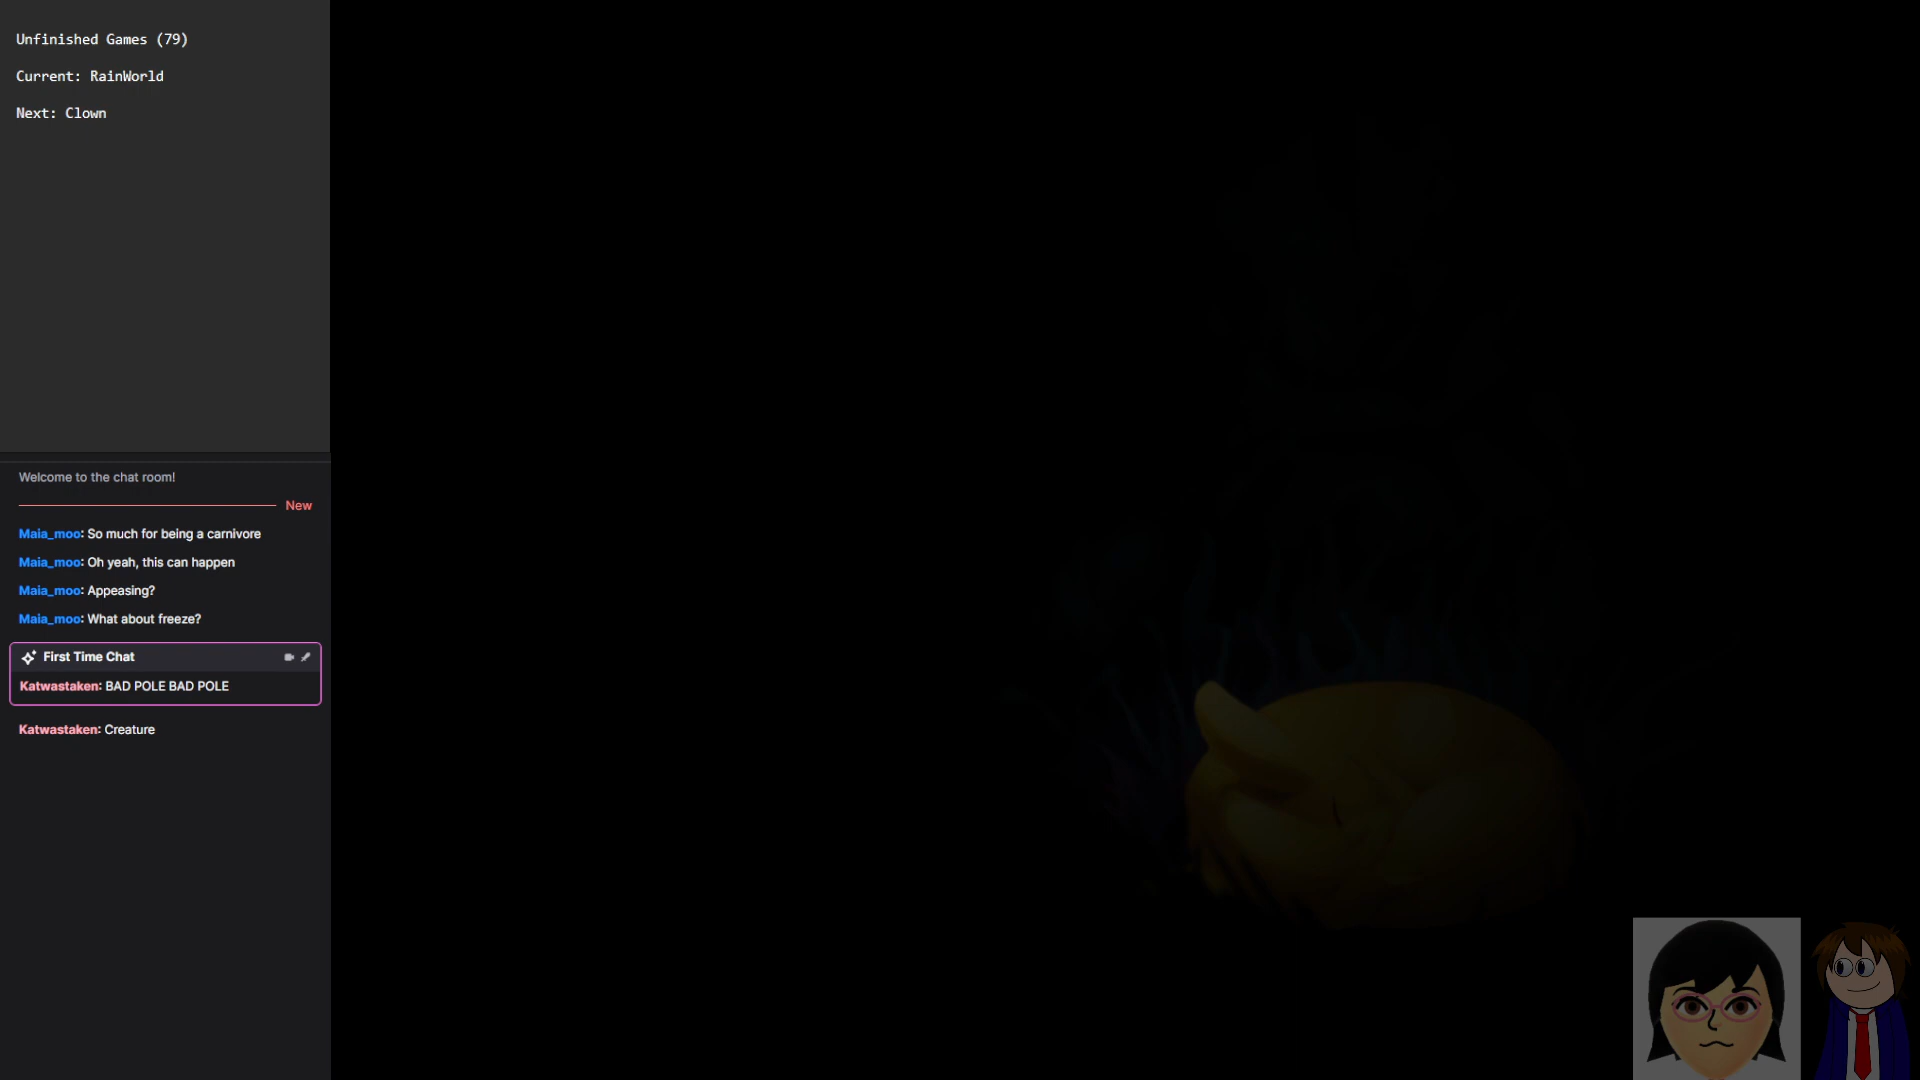 Unfinished Games (79)
Current: RainWorld
Next: Clown
Welcome to the chat room!
New
Maia_moo: So much for being a carnivore
Maia_moo: Oh yeah, this can happen
Maia_moo: Appeasing?
Maia_moo: What about freeze?
First Time Chat
Katwastaken: BAD POLE BAD POLE
Katwastaken: Creature